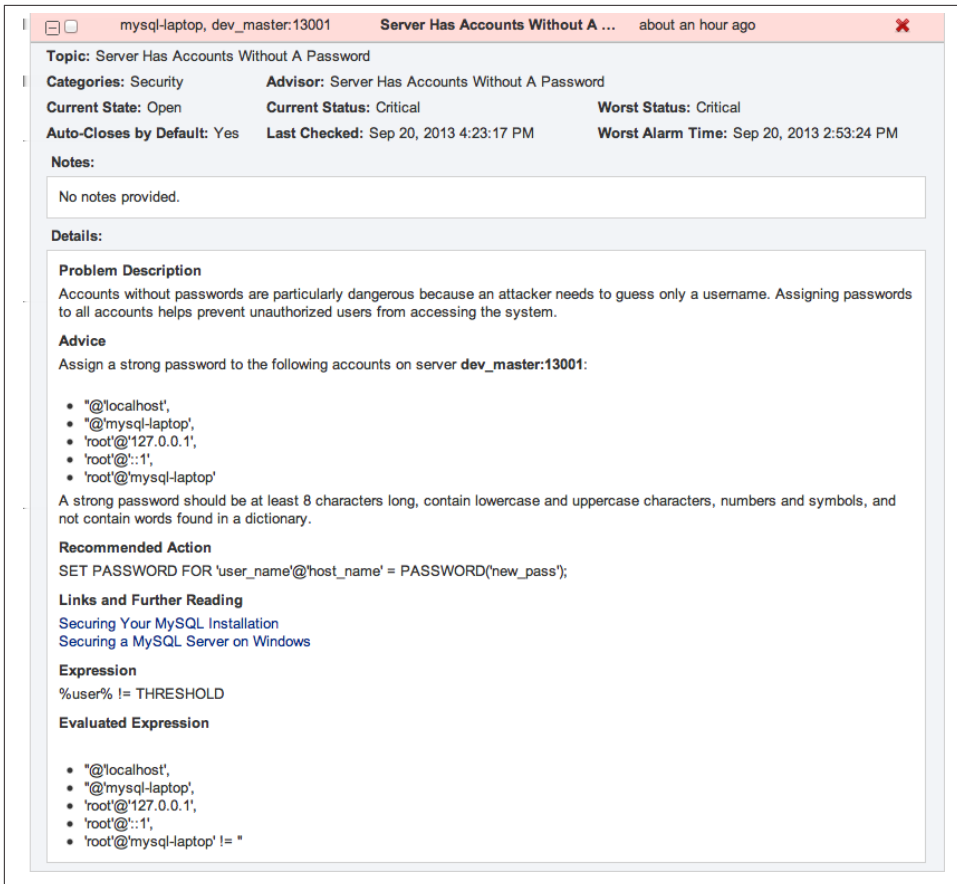 mysql-laptop, dev_master:13001 Server Has Accounts Without A ... about an hour ago
Topic: Server Has Accounts Without A Password
Categories: Security Advisor: Server Has Accounts Without A Password
Current State: Open Current Status: Critical Worst Status: Critical
Auto-Closes by Default: Yes Last Checked: Sep 20, 2013 4:23:17 PM Worst Alarm Time: Sep 20, 2013 2:53:24 PM
Notes:
No notes provided.
Details:
Problem Description
Accounts without passwords are particularly dangerous because an attacker needs to guess only a username. Assigning passwords
to all accounts helps prevent unauthorized users from accessing the system.
Advice
Assign a strong password to the following accounts on server dev_master:13001:
• ''@'localhost',
• ''@'mysql-laptop',
• 'root'@'127.0.0.1',
• 'root'@'::1',
• 'root'@'mysql-laptop'
A strong password should be at least 8 characters long, contain lowercase and uppercase characters, numbers and symbols, and
not contain words found in a dictionary.
Recommended Action
SET PASSWORD FOR 'user_name'@'host_name' = PASSWORD('new_pass');
Links and Further Reading
Securing Your MySQL Installation
Securing a MySQL Server on Windows
Expression
%user% != THRESHOLD
Evaluated Expression
• ''@'localhost',
• ''@'mysql-laptop',
• 'root'@'127.0.0.1',
• 'root'@'::1',
• 'root'@'mysql-laptop' != ''